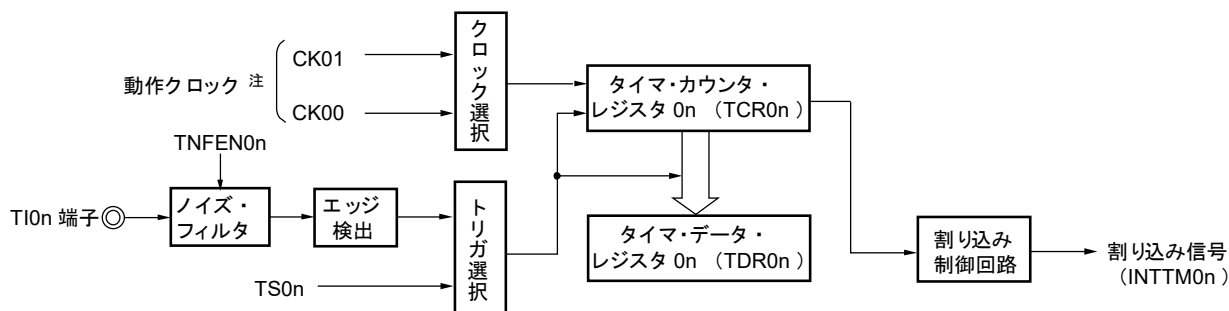 動作クロック 注
CK01
CK00
クロック選択
タイマ・カウンタ・
レジスタ 0n （TCR0n）
TNFEN0n
TI0n 端子
ノイズ・
フィルタ
エッジ
検出
トリガ選択
TS0n
タイマ・データ・
レジスタ 0n （TDR0n）
割り込み
制御回路
割り込み信号
（INTTM0n）